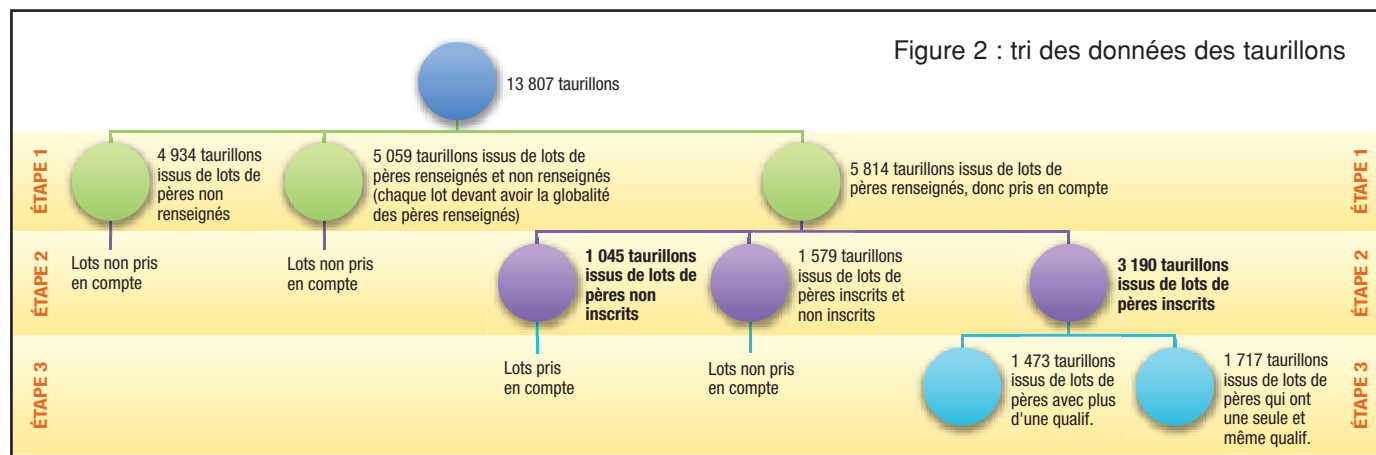 Figure 2 : tri des données des taurillons
13 807 taurillons
ÉTAPE 1
4 934 taurillons
issus de lots de
pères non
renseignés
5 059 taurillons issus de lots de
pères renseignés et non renseignés
(chaque lot devant avoir la globalité
des pères renseignés)
5 814 taurillons issus de lots de
pères renseignés, donc pris en compte
ÉTAPE 1
ÉTAPE 2
Lots non pris
en compte
Lots non pris
en compte
1 045 taurillons
issus de lots de
pères non
inscrits
1 579 taurillons
issus de lots de
pères inscrits et
non inscrits
3 190 taurillons
issus de lots de
pères inscrits
ÉTAPE 2
ÉTAPE 3
Lots pris
en compte
Lots non pris
en compte
1 473 taurillons
issus de lots de
pères avec plus
d'une qualif.
1 717 taurillons
issus de lots de
pères qui ont
une seule et
même qualif.
ÉTAPE 3